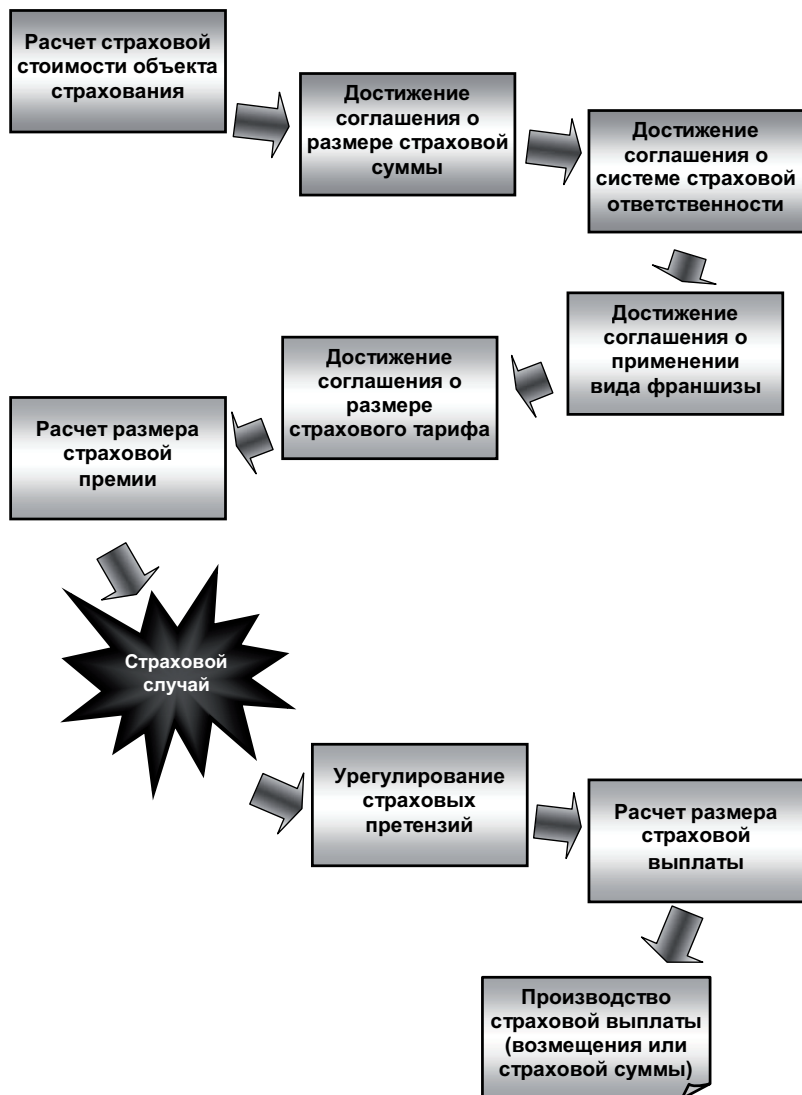 Расчет страховой
стоимости объекта
страхования
Достижение
соглашения о
размере страховой
суммы
Достижение
соглашения о
системе страховой
ответственности
Достижение
соглашения о
применении
вида франшизы
Достижение
соглашения о
размере
страхового тарифа
Расчет размера
страховой
премии
Страховой
случай
Урегулирование
страховых
претензий
Расчет размера
страховой
выплаты
Производство
страховой выплаты
(возмещения или
страховой суммы)